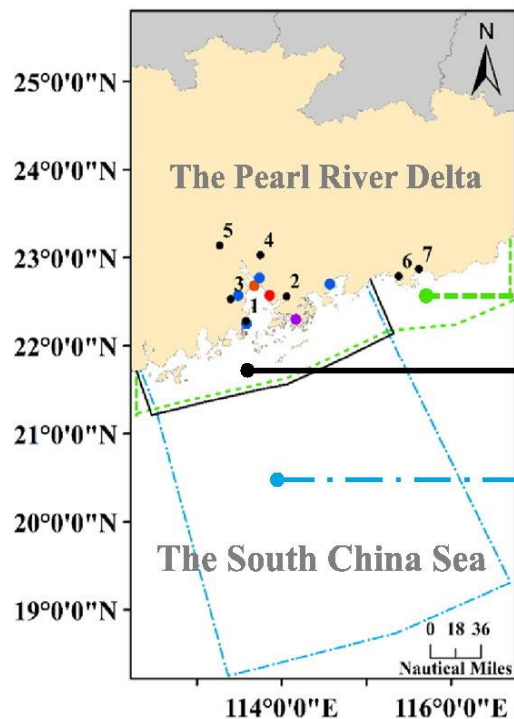 N
25°0'0"N
24°0'0"N
The Pearl River Delta
23°0'0"N
5
4
6
7
3
2
1
22°0'0"N
21°0'0"N
20°0'0"N
The South China Sea
19°0'0"N
0 18 36
Nautical Miles
114°0'0"E
116°0'0"E